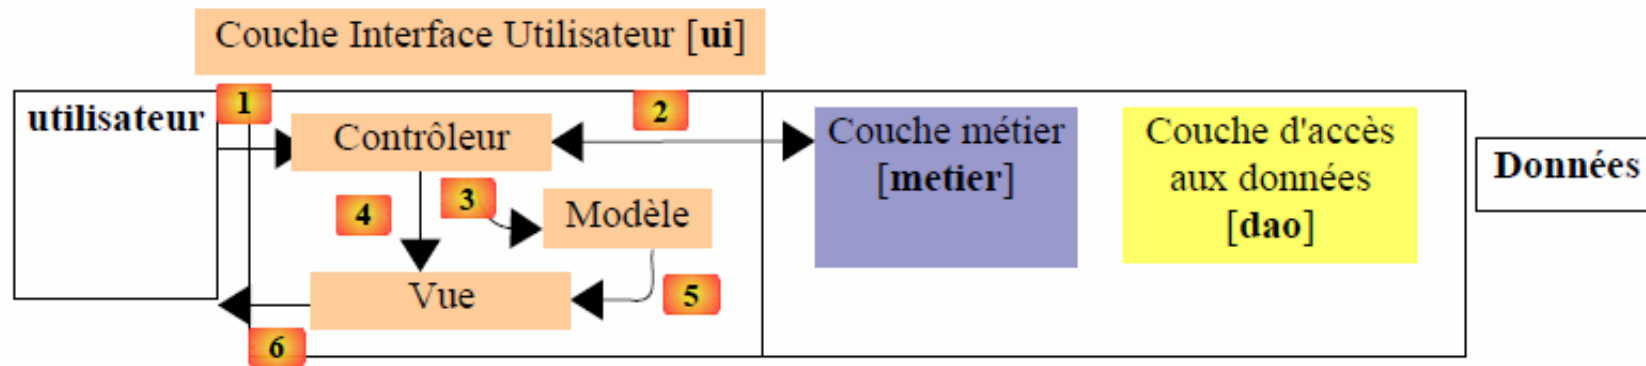 Couche Interface Utilisateur [ui]
utilisateur
1
Contrôleur
2
Couche métier
[metier]
Couche d'accès
aux données
[dao]
Données
4
3
Modèle
Vue
5
6